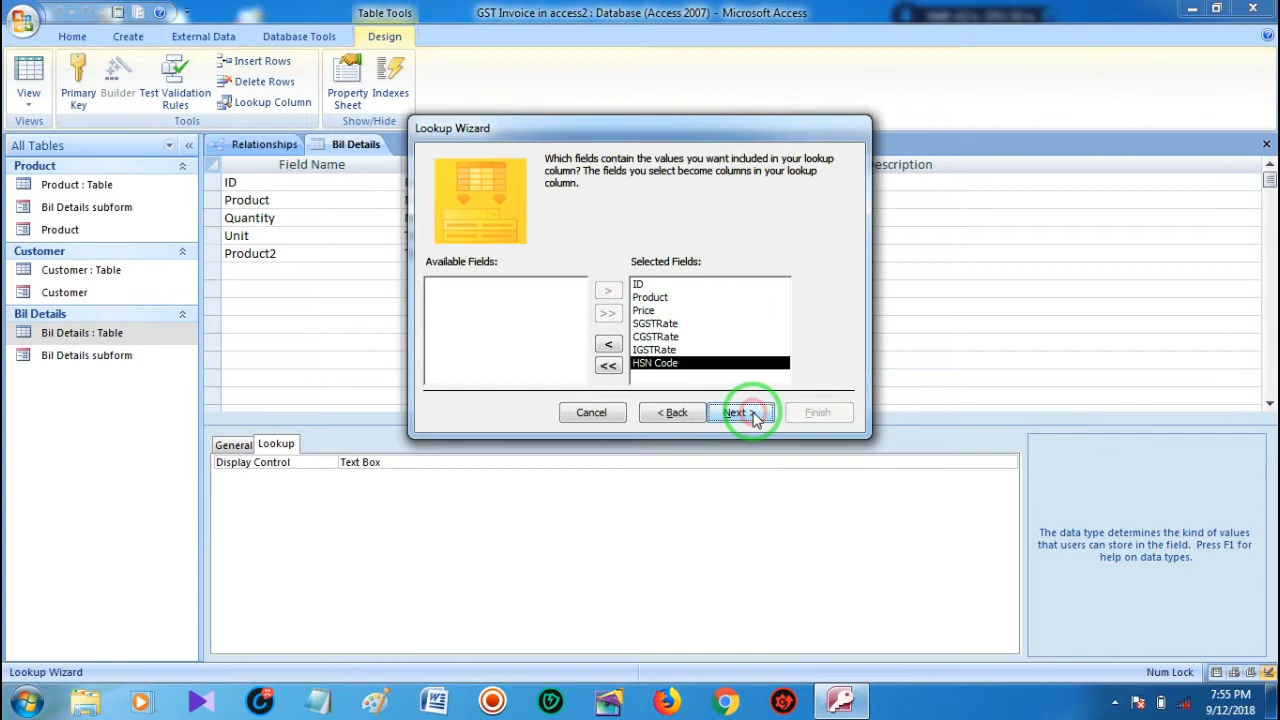 Table Tools
GST Invoice in access2 : Database (Access 2007) - Microsoft Access
Home
Create
External Data
Database Tools
Design
View
Primary
Key
Builder
Test Validation
Rules
Insert Rows
Delete Rows
Lookup Column
Property
Sheet
Indexes
Views
Tools
Show/Hide
All Tables
«
Product
Product : Table
Bil Details subform
Product
Customer
Customer : Table
Customer
Bil Details
Bil Details : Table
Bil Details subform
Relationships
Bil Details
Field Name
Description
ID
Product
Quantity
Unit
Product2
Lookup Wizard
Which fields contain the values you want included in your lookup
column? The fields you select become columns in your lookup
column.
Available Fields:
Selected Fields:
>
>>
<
<<
ID
Product
Price
SGSTRate
CGSTRate
IGSTRate
HSN Code
Cancel
< Back
Next >
Finish
General
Lookup
Display Control
Text Box
The data type determines the kind of values
that users can store in the field. Press F1 for
help on data types.
Lookup Wizard
Num Lock
7:55 PM
9/12/2018